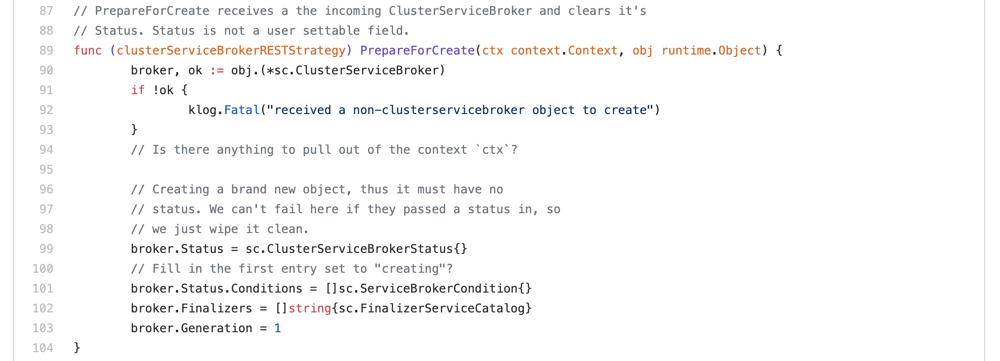 87 // PrepareForCreate receives a the incoming ClusterServiceBroker and clears it's
88 // Status. Status is not a user settable field.
89 func (clusterServiceBrokerRESTStrategy) PrepareForCreate(ctx context.Context, obj runtime.Object) {
90         broker, ok := obj.(*sc.ClusterServiceBroker)
91         if !ok {
92                 klog.Fatal("received a non-clusterservicebroker object to create")
93         }
94         // Is there anything to pull out of the context `ctx`?
95
96         // Creating a brand new object, thus it must have no
97         // status. We can't fail here if they passed a status in, so
98         // we just wipe it clean.
99         broker.Status = sc.ClusterServiceBrokerStatus{}
100         // Fill in the first entry set to "creating"?
101         broker.Status.Conditions = []sc.ServiceBrokerCondition{}
102         broker.Finalizers = []string{sc.FinalizerServiceCatalog}
103         broker.Generation = 1
104 }